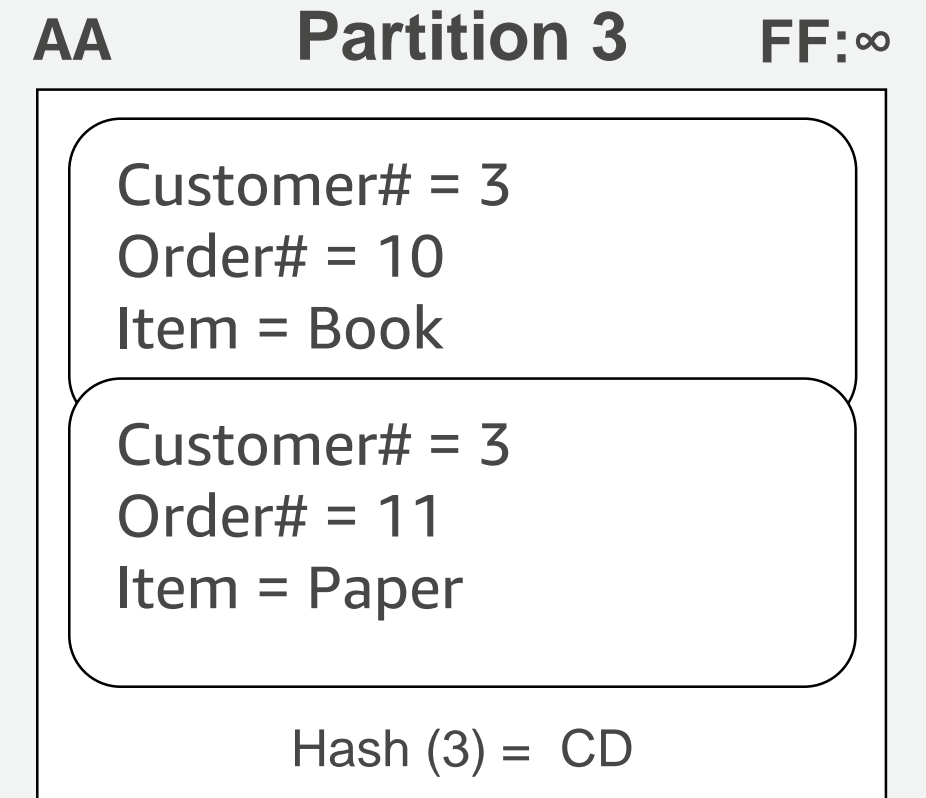 AA Partition 3 FF:∞
Customer# = 3
Order# = 10
Item = Book
Customer# = 3
Order# = 11
Item = Paper
Hash (3) = CD